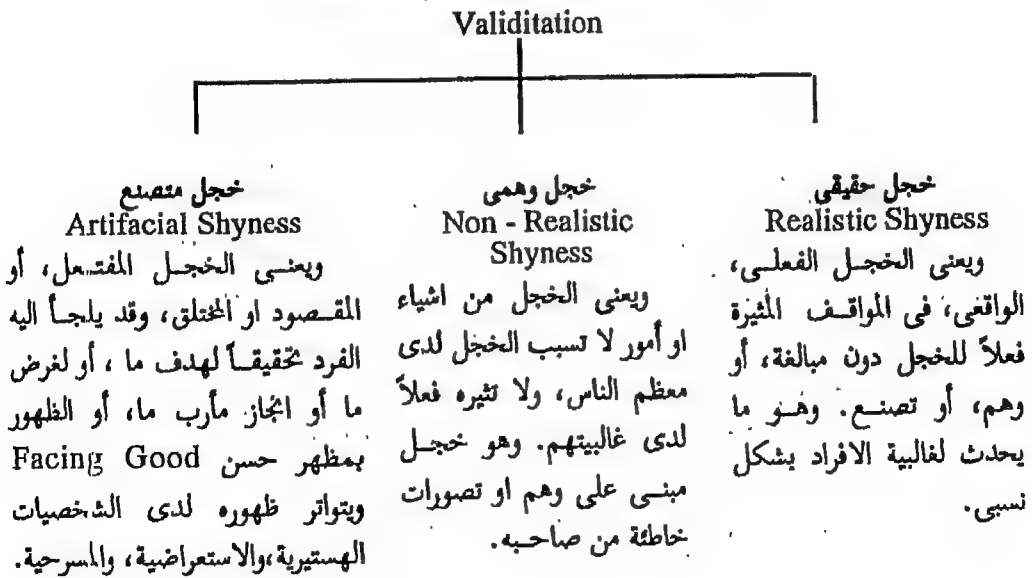 Validitation
خجل حقيقى
Realistic Shyness
ويعنى الخجل الفعلى،
الواقعى، فى المواقف المثيرة
فعلاً للخجل دون مبالغة، أو
وهم، أو تصنع. وهو ما
يحدث لغالبية الافراد بشكل
نسبى.
خجل وهمى
Non - Realistic
Shyness
ويعنى الخجل من اشياء
او أمور لا تسبب الخجل لدى
معظم الناس، ولا تثيره فعلاً
لدى غالبيتهم. وهو خجل
مبنى على وهم او تصورات
خاطئة من صاحبه.
خجل متصنع
Artifacial Shyness
ويعنى الخجل المفتعل، أو
المقصود او المختلق، وقد يلجأ اليه
الفرد تحقيقاً لهدف ما ، أو لغرض
ما أو انجاز مأرب ما، أو الظهور
بمظهر حسن Facing Good
ويتواتر ظهوره لدى الشخصيات
الهستيرية،والاستعراضية، والمسرحية.